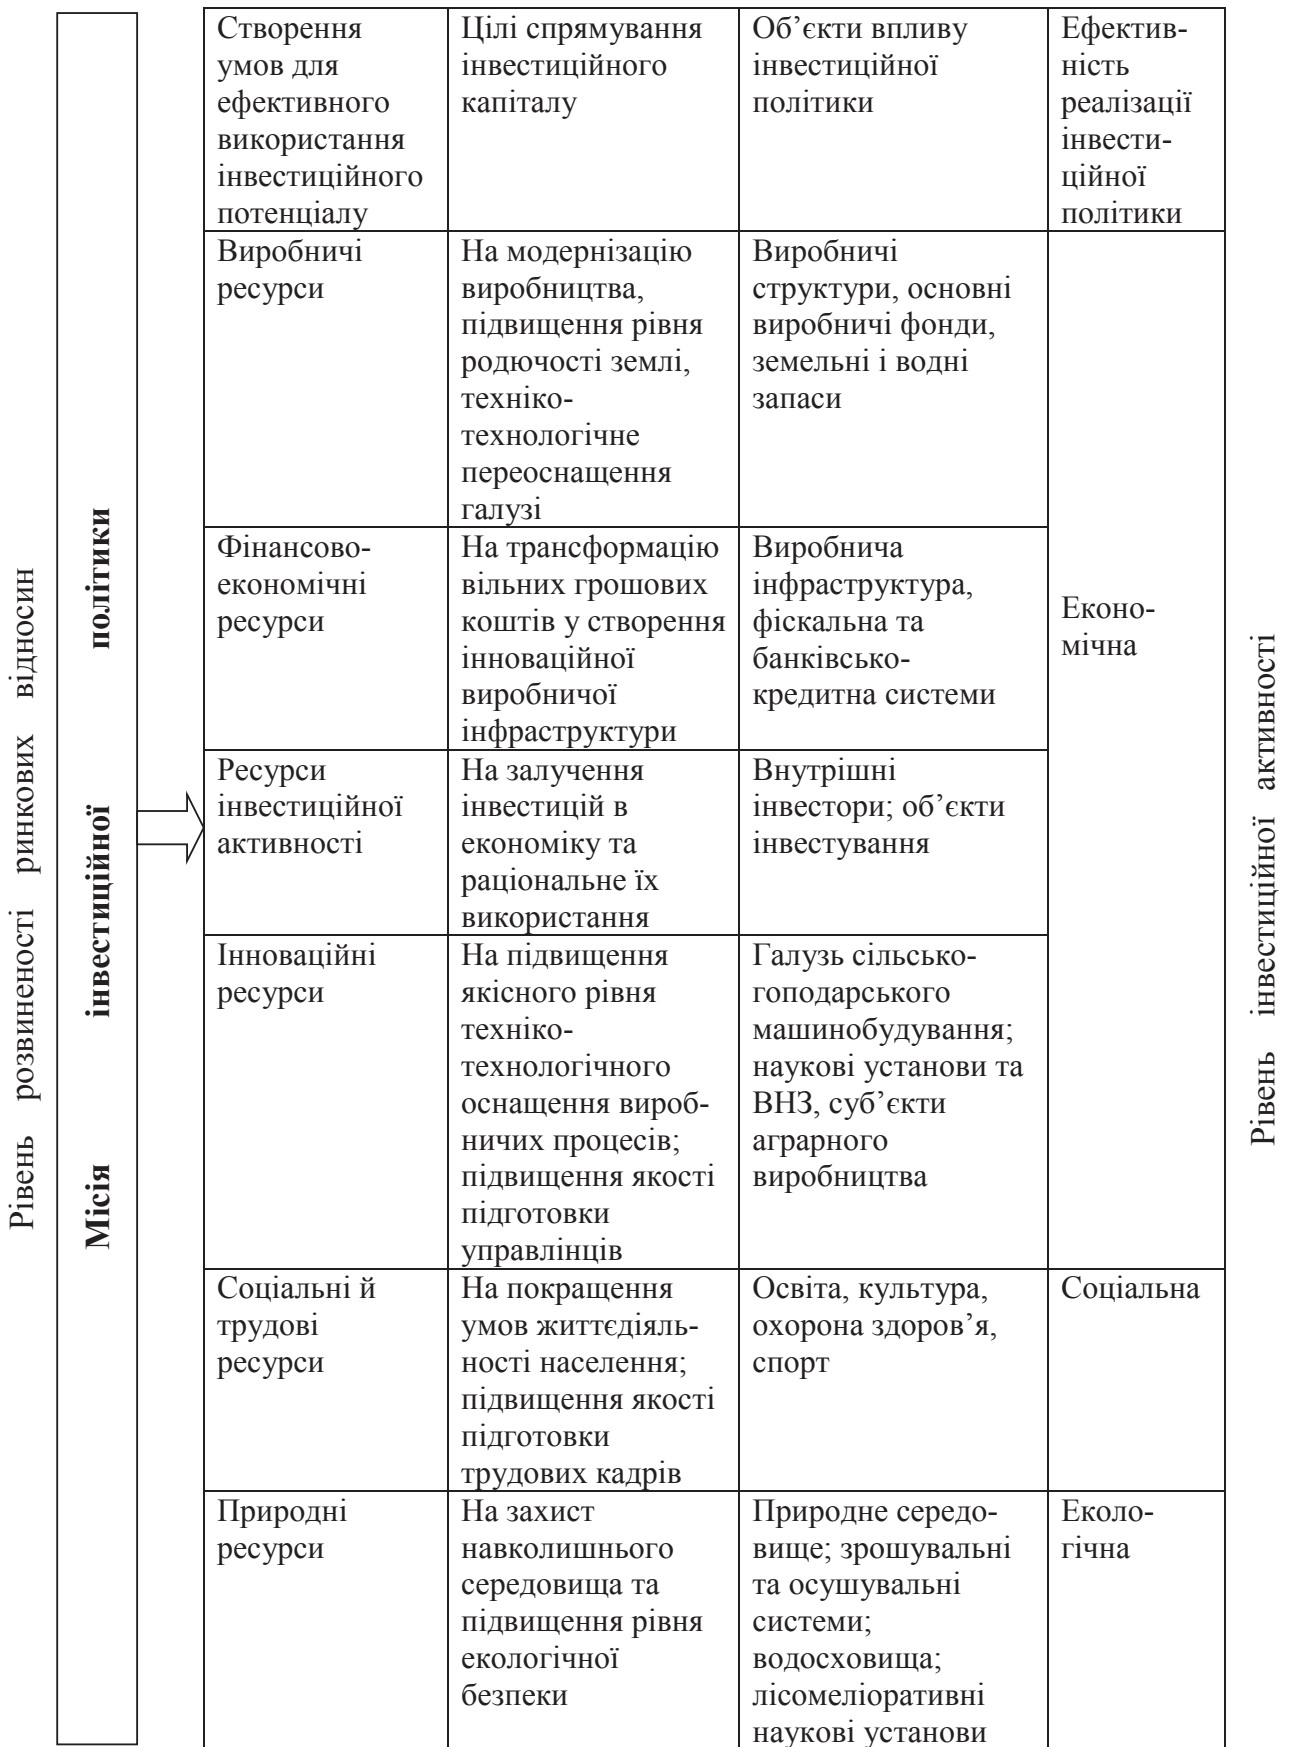 Рівень розвиненості ринкових відносин
Місія інвестиційної політики
Створення
умов для
ефективного
використання
інвестиційного
потенціалу
Цілі спрямування
інвестиційного
капіталу
Об’єкти впливу
інвестиційної
політики
Ефектив-
ність
реалізації
інвести-
ційної
політики
Виробничі
ресурси
На модернізацію
виробництва,
підвищення рівня
родючості землі,
техніко-
технологічне
переоснащення
галузі
Виробничі
структури, основні
виробничі фонди,
земельні і водні
запаси
Еконо-
мічна
Фінансово-
економічні
ресурси
На трансформацію
вільних грошових
коштів у створення
інноваційної
виробничої
інфраструктури
Виробнича
інфраструктура,
фіскальна та
банківсько-
кредитна системи
Ресурси
інвестиційної
активності
На залучення
інвестицій в
економіку та
раціональне їх
використання
Внутрішні
інвестори; об’єкти
інвестування
Інноваційні
ресурси
На підвищення
якісного рівня
техніко-
технологічного
оснащення вироб-
ничих процесів;
підвищення якості
підготовки
управлінців
Галузь сільсько-
гоподарського
машинобудування;
наукові установи та
ВНЗ, суб’єкти
аграрного
виробництва
Соціальні й
трудові
ресурси
На покращення
умов життєдіяль-
ності населення;
підвищення якості
підготовки
трудових кадрів
Освіта, культура,
охорона здоров’я,
спорт
Соціальна
Природні
ресурси
На захист
навколишнього
середовища та
підвищення рівня
екологічної
безпеки
Природне середо-
вище; зрошувальні
та осушувальні
системи;
водосховища;
лісомеліоративні
наукові установи
Еколо-
гічна
Рівень інвестиційної активності